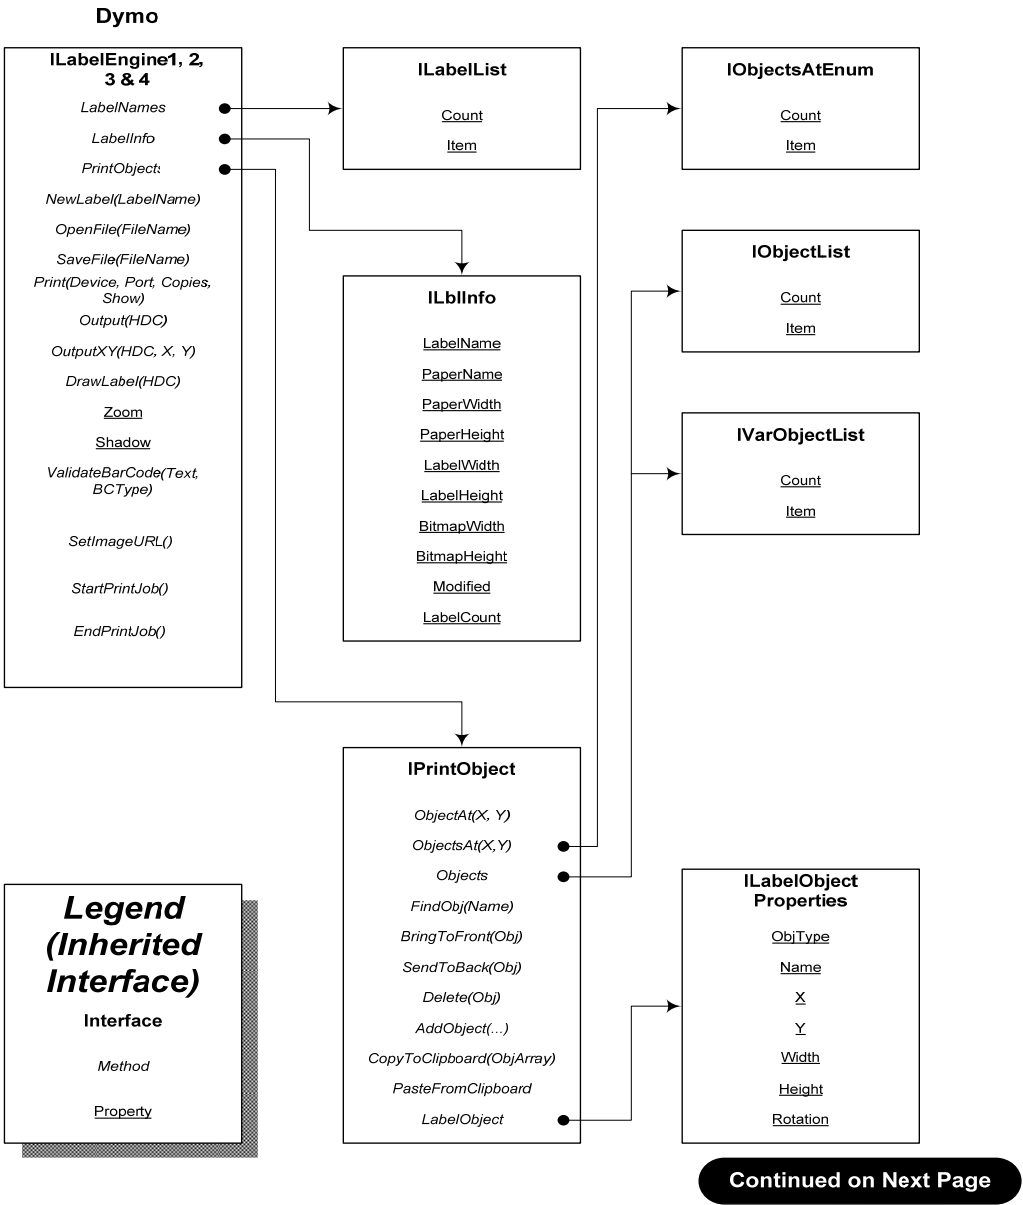 Dymo
ILabelEngine1, 2,
3 & 4
LabelNames
LabelInfo
PrintObjects
NewLabel(LabelName)
OpenFile(FileName)
SaveFile(FileName)
Print(Device, Port, Copies,
Show)
Output(HDC)
OutputXY(HDC, X, Y)
DrawLabel(HDC)
Zoom
Shadow
ValidateBarCode(Text,
BCType)
SetImageURL()
StartPrintJob()
EndPrintJob()
ILabelList
Count
Item
IObjectsAtEnum
Count
Item
IObjectList
Count
Item
ILblInfo
LabelName
PaperName
PaperWidth
PaperHeight
LabelWidth
LabelHeight
BitmapWidth
BitmapHeight
Modified
LabelCount
IVarObjectList
Count
Item
IPrintObject
ObjectAt(X, Y)
ObjectsAt(X,Y)
Objects
FindObj(Name)
BringToFront(Obj)
SendToBack(Obj)
Delete(Obj)
AddObject(...)
CopyToClipboard(ObjArray)
PasteFromClipboard
LabelObject
ILabelObject
Properties
ObjType
Name
X
Y
Width
Height
Rotation
Legend
(Inherited
Interface)
Interface
Method
Property
Continued on Next Page